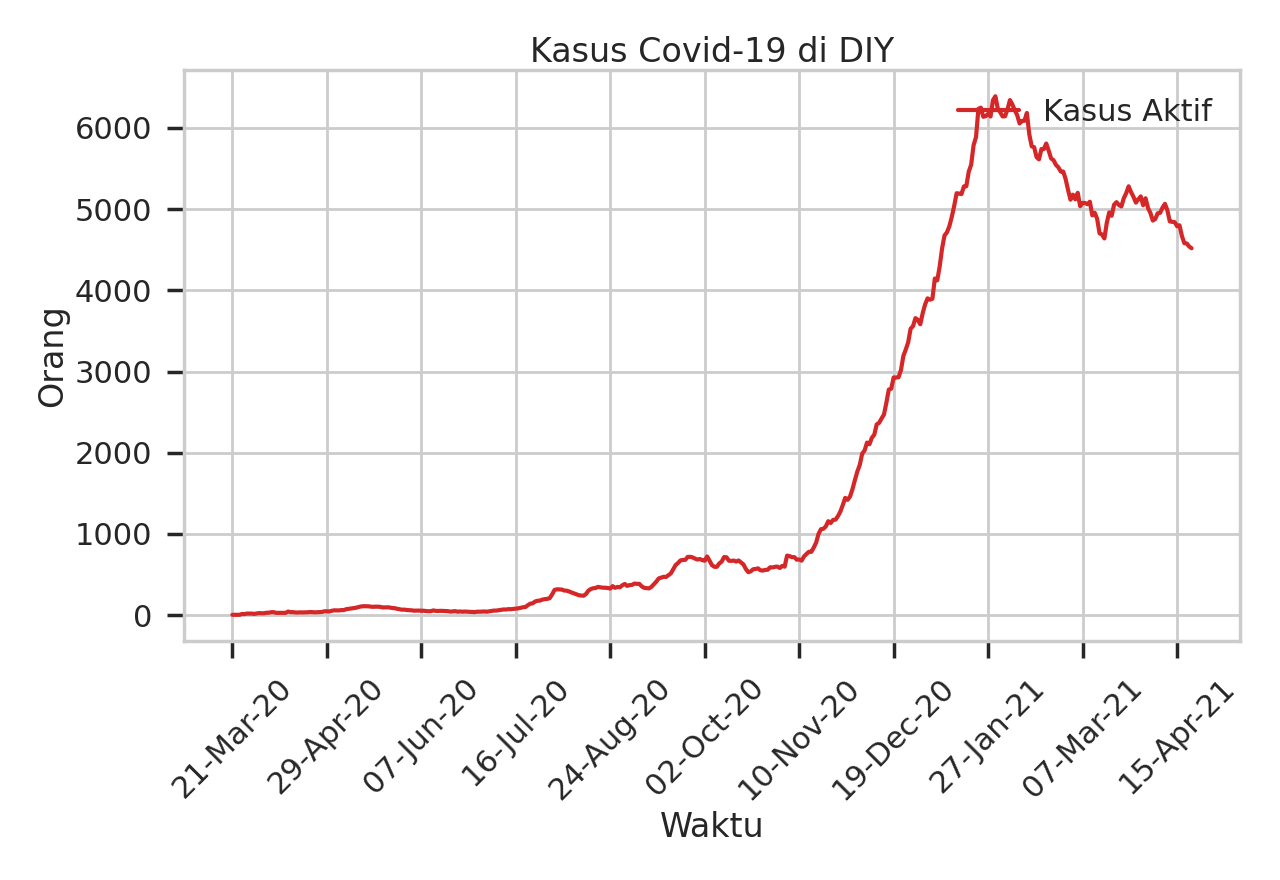 Kasus Covid-19 di DIY
Kasus Aktif
Orang
6000
5000
4000
3000
2000
1000
0
21-Mar-20
29-Apr-20
07-Jun-20
16-Jul-20
24-Aug-20
02-Oct-20
10-Nov-20
19-Dec-20
27-Jan-21
07-Mar-21
15-Apr-21
Waktu